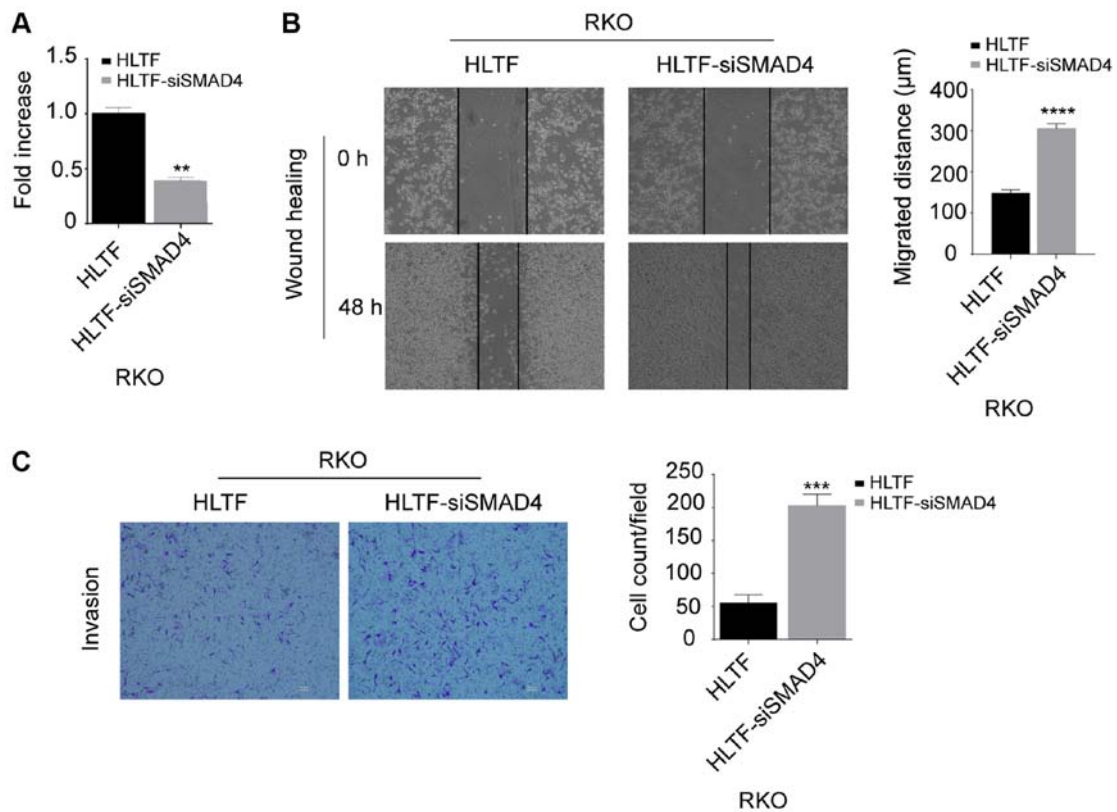 A
HLTF
HLTF-siSMAD4
Fold increase
1.5
1.0
0.5
0
**
HLTF
HLTF-siSMAD4
RKO
B
RKO
HLTF
HLTF-siSMAD4
Wound healing
0 h
48 h
HLTF
HLTF-siSMAD4
Migrated distance (μm)
400
300
200
100
0
****
HLTF
HLTF-siSMAD4
RKO
C
RKO
HLTF
HLTF-siSMAD4
Invasion
Cell count/field
250
200
150
100
50
0
***
HLTF
HLTF-siSMAD4
HLTF
HLTF-siSMAD4
RKO